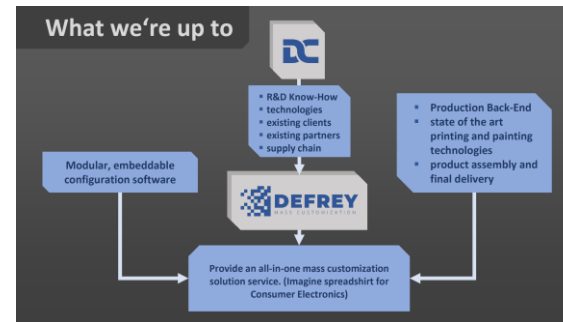 What we're up to
DC
▪ R&D Know-How
▪ technologies
▪ existing clients
▪ existing partners
▪ supply chain
▪ Production Back-End
▪ state of the art
printing and painting
technologies
▪ product assembly and
final delivery
Modular, embeddable
configuration software
DEFREY
MASS CUSTOMIZATION
Provide an all-in-one mass customization
solution service. (Imagine spreadshirt for
Consumer Electronics)